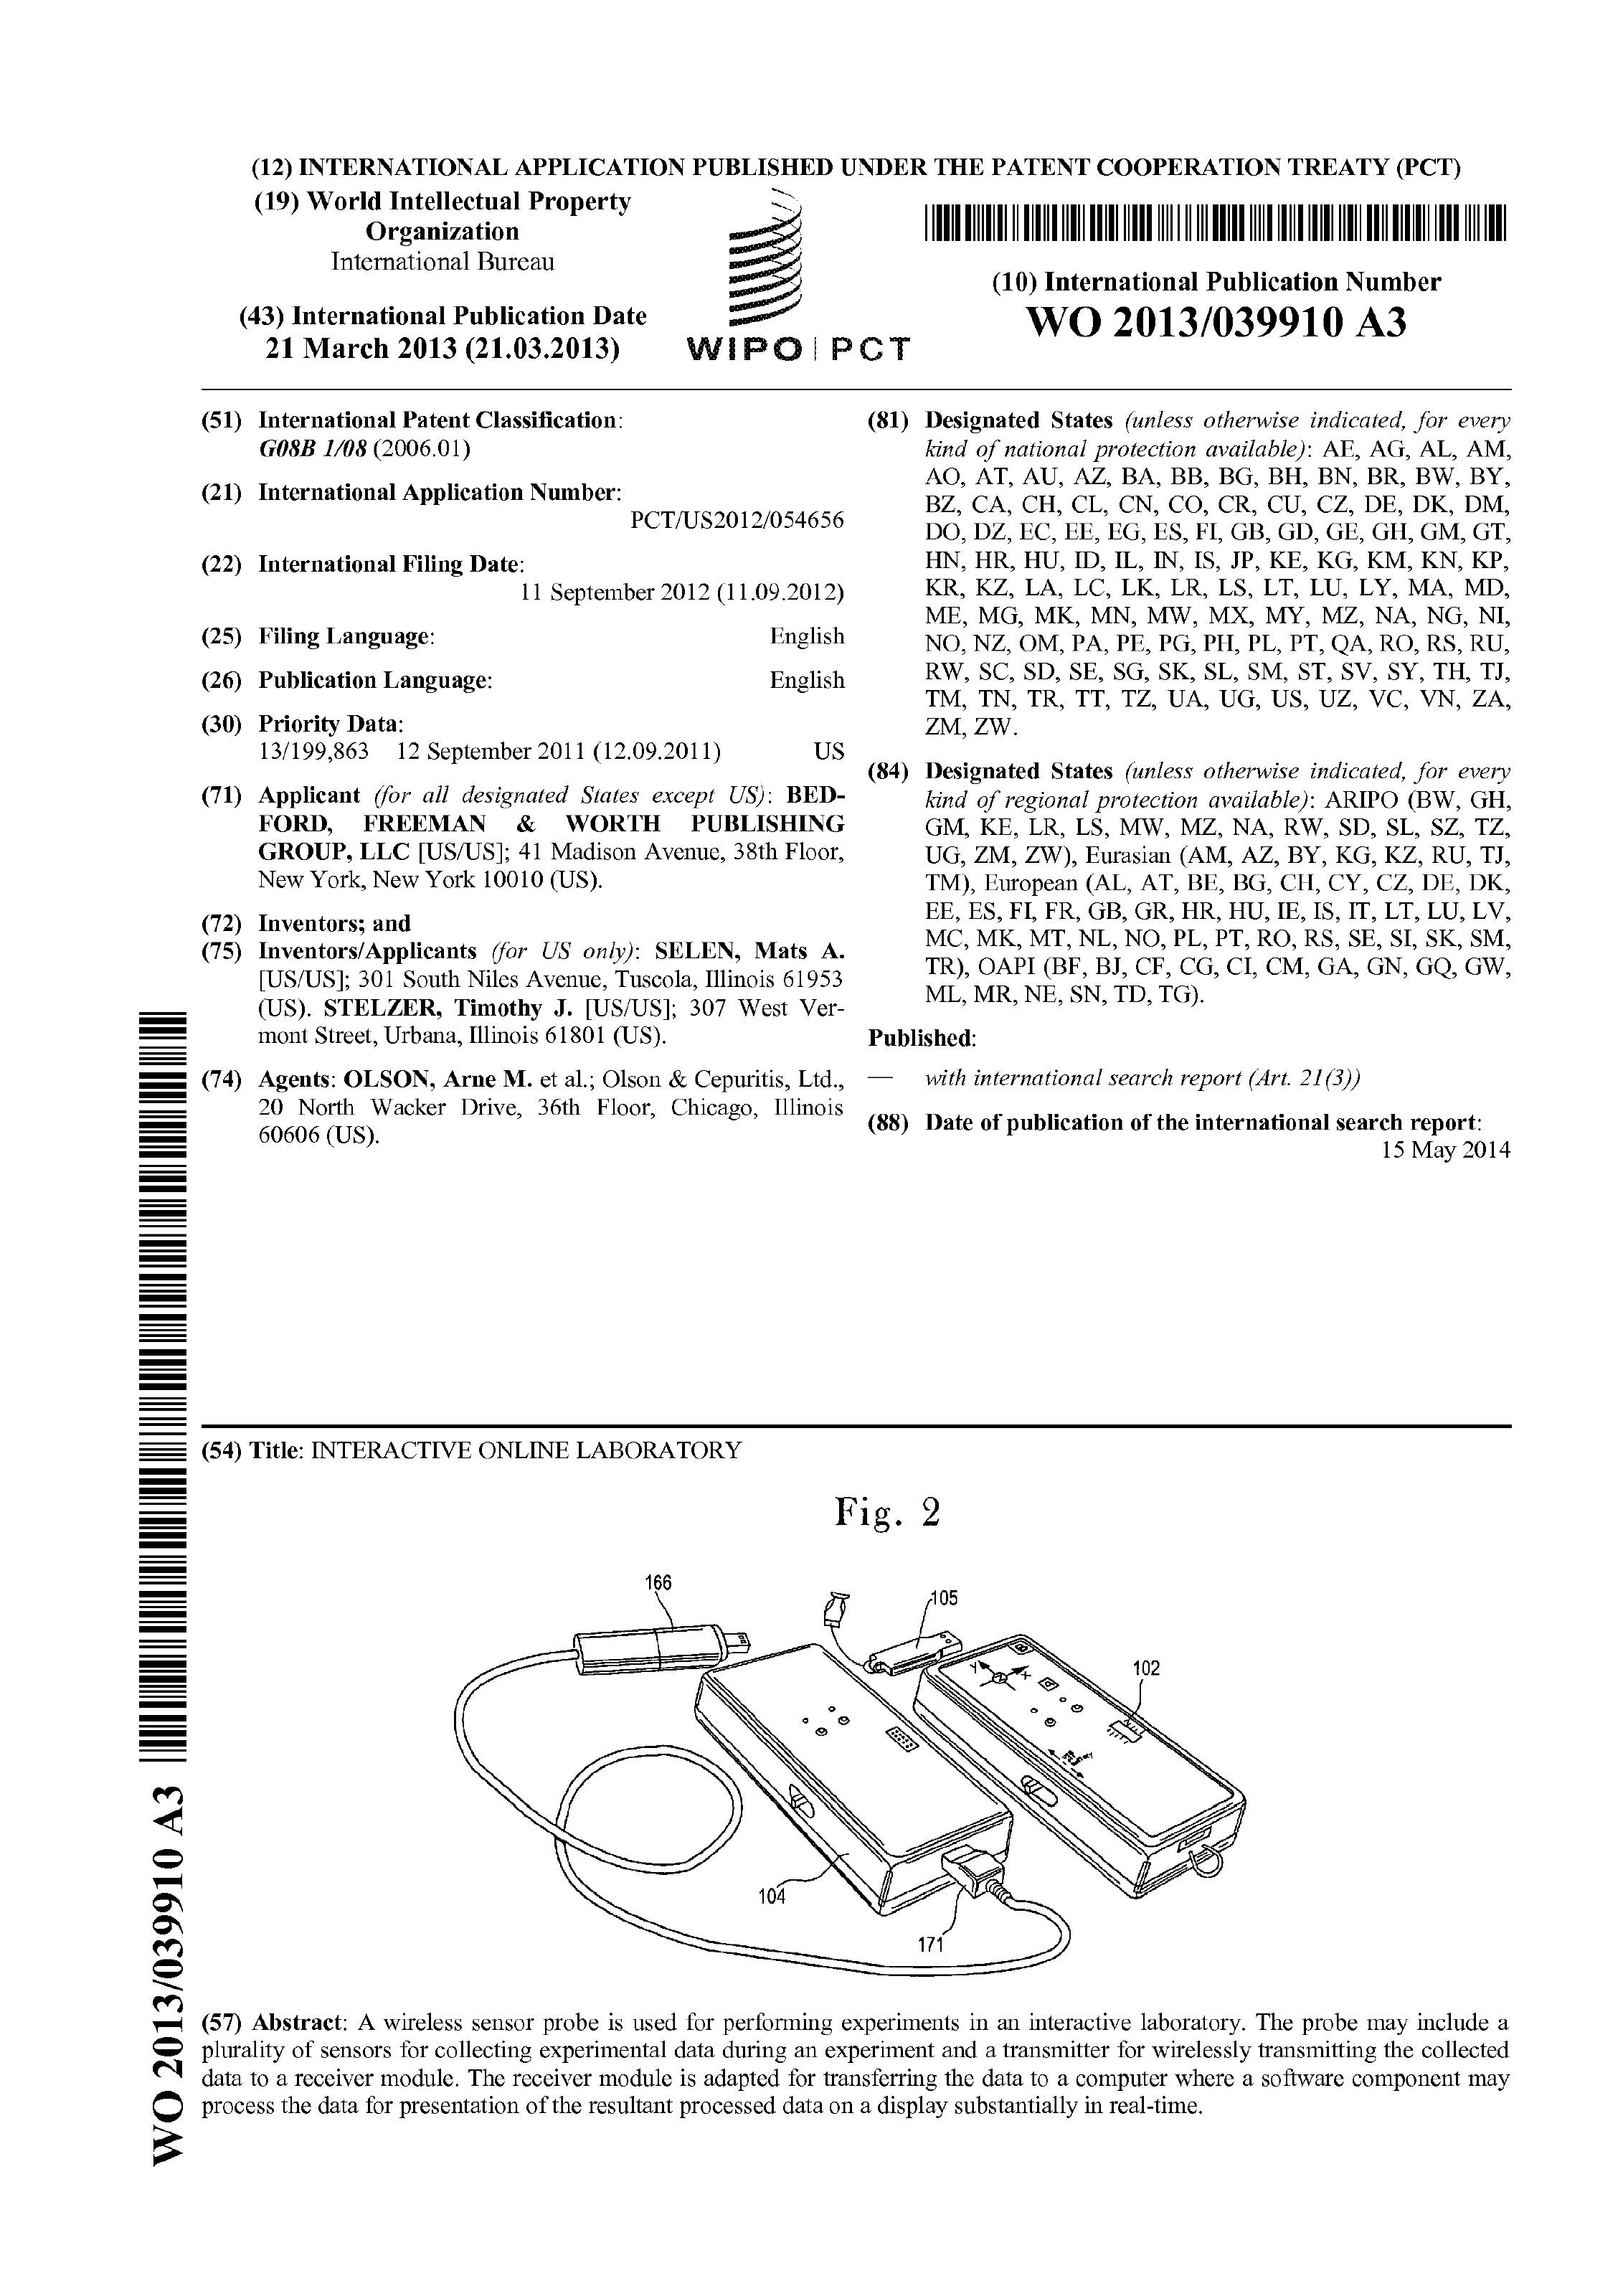 (12) INTERNATIONAL APPLICATION PUBLISHED UNDER THE PATENT COOPERATION TREATY (PCT)
(19) World Intellectual Property
Organization
International Bureau
(43) International Publication Date
21 March 2013 (21.03.2013)
WIPO | PCT
(10) International Publication Number
WO 2013/039910 A3
(51) International Patent Classification:
G08B 1/08 (2006.01)
(21) International Application Number:
PCT/US2012/054656
(22) International Filing Date:
11 September 2012 (11.09.2012)
(25) Filing Language: English
(26) Publication Language: English
(30) Priority Data:
13/199,863 12 September 2011 (12.09.2011) US
(71) Applicant (for all designated States except US): BED-
FORD, FREEMAN & WORTH PUBLISHING
GROUP, LLC [US/US]; 41 Madison Avenue, 38th Floor,
New York, New York 10010 (US).
(72) Inventors; and
(75) Inventors/Applicants (for US only): SELEN, Mats A.
[US/US]; 301 South Niles Avenue, Tuscola, Illinois 61953
(US). STELZER, Timothy J. [US/US]; 307 West Ver-
mont Street, Urbana, Illinois 61801 (US).
(74) Agents: OLSON, Arne M. et al.; Olson & Cepuritis, Ltd.,
20 North Wacker Drive, 36th Floor, Chicago, Illinois
60606 (US).
(81) Designated States (unless otherwise indicated, for every
kind of national protection available): AE, AG, AL, AM,
AO, AT, AU, AZ, BA, BB, BG, BH, BN, BR, BW, BY,
BZ, CA, CH, CL, CN, CO, CR, CU, CZ, DE, DK, DM,
DO, DZ, EC, EE, EG, ES, FI, GB, GD, GE, GH, GM, GT,
HN, HR, HU, ID, IL, IN, IS, JP, KE, KG, KM, KN, KP,
KR, KZ, LA, LC, LK, LR, LS, LT, LU, LY, MA, MD,
ME, MG, MK, MN, MW, MX, MY, MZ, NA, NG, NI,
NO, NZ, OM, PA, PE, PG, PH, PL, PT, QA, RO, RS, RU,
RW, SC, SD, SE, SG, SK, SL, SM, ST, SV, SY, TH, TJ,
TM, TN, TR, TT, TZ, UA, UG, US, UZ, VC, VN, ZA,
ZM, ZW.
(84) Designated States (unless otherwise indicated, for every
kind of regional protection available): ARIPO (BW, GH,
GM, KE, LR, LS, MW, MZ, NA, RW, SD, SL, SZ, TZ,
UG, ZM, ZW), Eurasian (AM, AZ, BY, KG, KZ, RU, TJ,
TM), European (AL, AT, BE, BG, CH, CY, CZ, DE, DK,
EE, ES, FI, FR, GB, GR, HR, HU, IE, IS, IT, LT, LU, LV,
MC, MK, MT, NL, NO, PL, PT, RO, RS, SE, SI, SK, SM,
TR), OAPI (BF, BJ, CF, CG, CI, CM, GA, GN, GQ, GW,
ML, MR, NE, SN, TD, TG).
Published:
— with international search report (Art. 21(3))
(88) Date of publication of the international search report:
15 May 2014
(54) Title: INTERACTIVE ONLINE LABORATORY
Fig. 2
166
105
102
Y
X
104
171
(57) Abstract: A wireless sensor probe is used for performing experiments in an interactive laboratory. The probe may include a
plurality of sensors for collecting experimental data during an experiment and a transmitter for wirelessly transmitting the collected
data to a receiver module. The receiver module is adapted for transferring the data to a computer where a software component may
process the data for presentation of the resultant processed data on a display substantially in real-time.
WO 2013/039910 A3